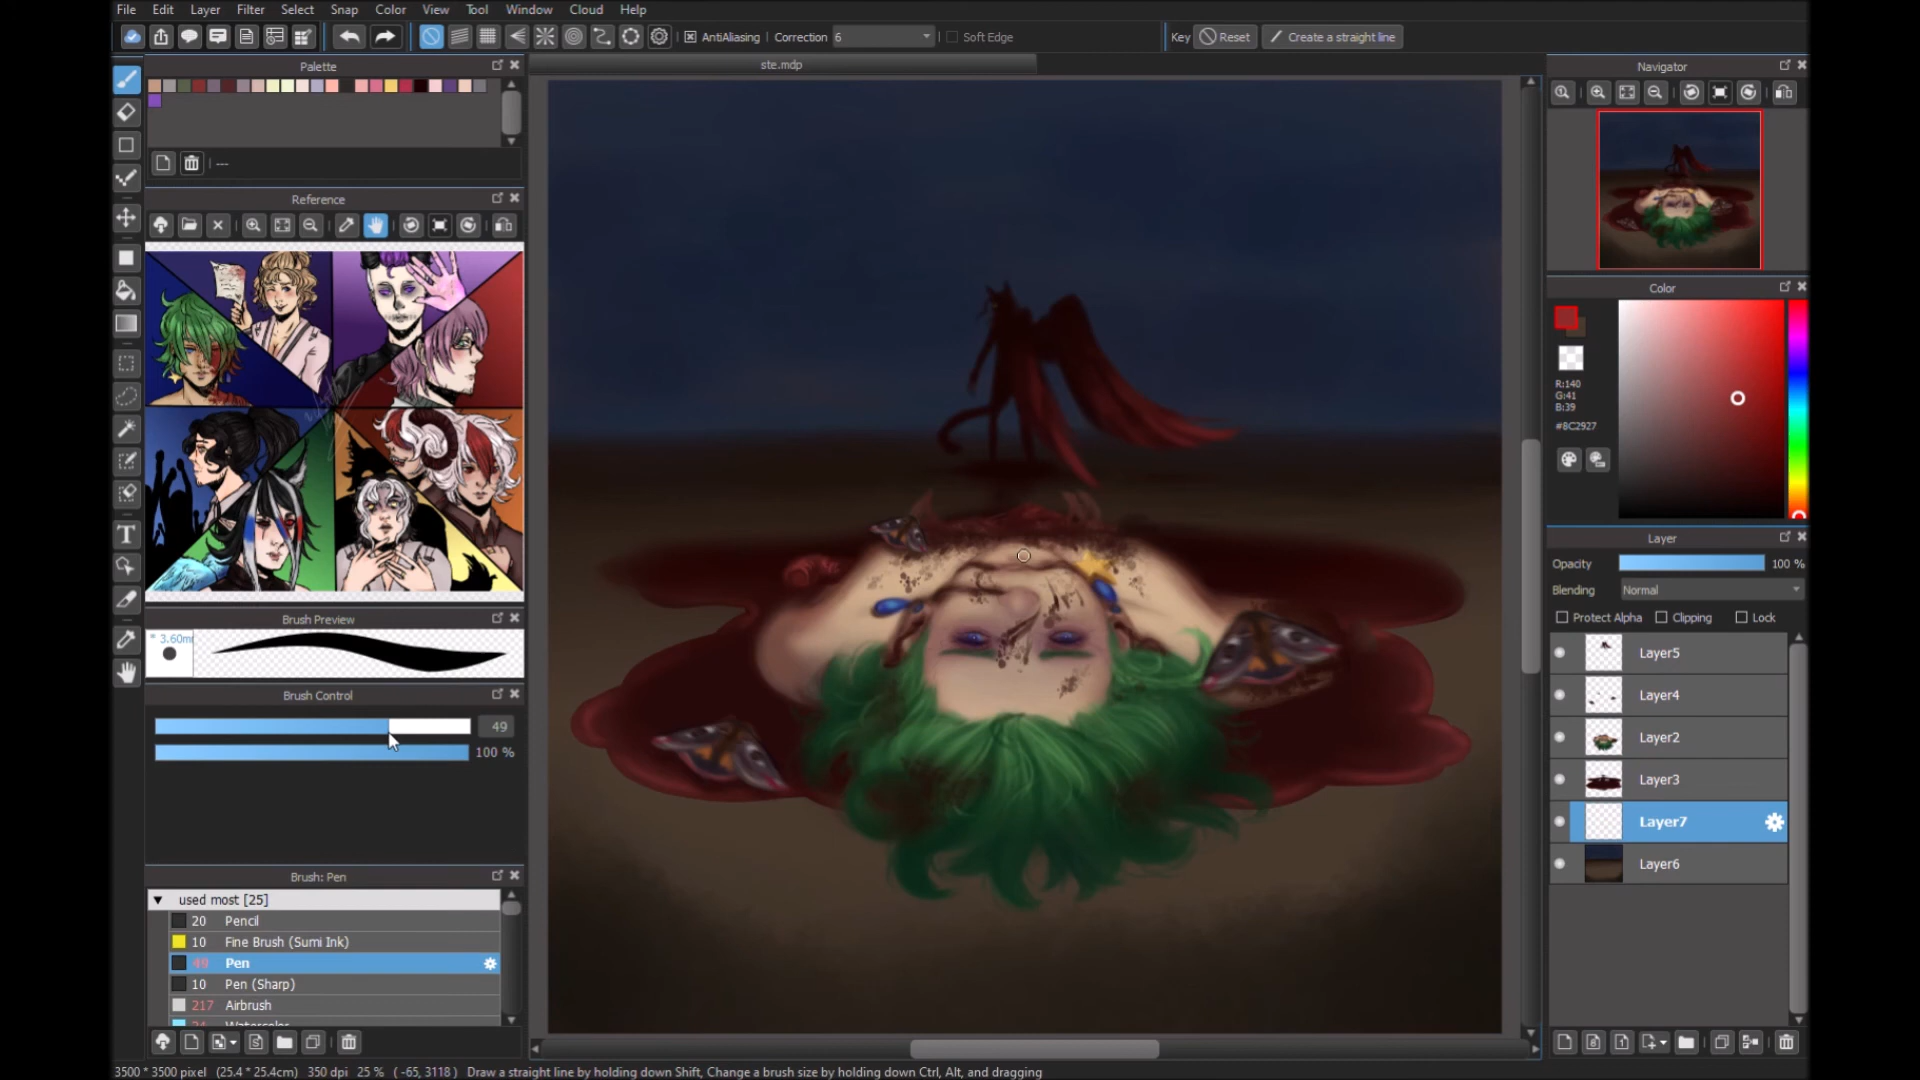 File Edit Layer Filter Select Snap Color View Tool Window Cloud Help
AntiAliasing Correction 6 Soft Edge Key Reset Create a straight line
Palette
ste.mdp
Navigator
---
Reference
Color
R:140
G:41
B:39
#8C2927
Layer
Opacity 100 %
Blending Normal
Protect Alpha Clipping Lock
Layer5
Layer4
Layer2
Layer3
Layer7
Layer6
Brush Preview
Brush Control
49
100 %
Brush: Pen
used most [25]
20 Pencil
10 Fine Brush (Sumi Ink)
49 Pen
10 Pen (Sharp)
217 Airbrush
3500 * 3500 pixel (25.4 * 25.4cm) 350 dpi 25 % ( -65, 3118 ) Draw a straight line by holding down Shift, Change a brush size by holding down Ctrl, Alt, and dragging